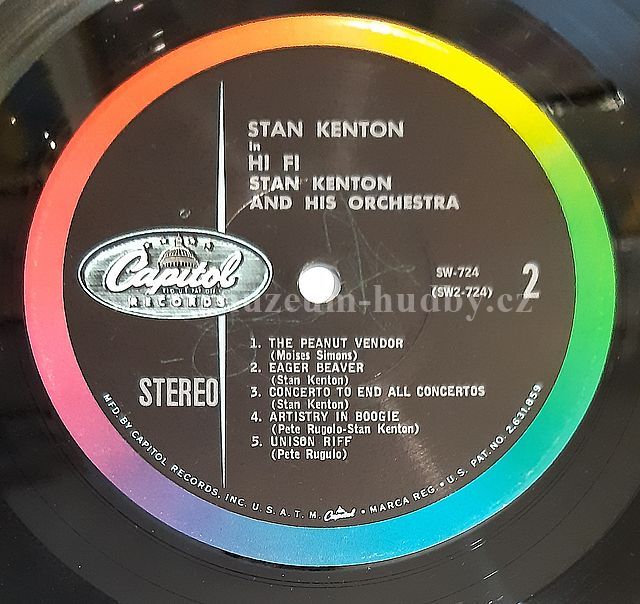 STAN KENTON
in
HI FI
STAN KENTON
AND HIS ORCHESTRA
Capitol
RECORDS
SW-724
(SW2-724)
2
muzeum-hudby.cz
STEREO
1. THE PEANUT VENDOR
(Moises Simons)
2. EAGER BEAVER
(Stan Kenton)
3. CONCERTO TO END ALL CONCERTOS
(Stan Kenton)
4. ARTISTRY IN BOOGIE
(Pete Rugolo-Stan Kenton)
5. UNISON RIFF
(Pete Rugulo)
MFD. BY CAPITOL RECORDS, INC. U. S. A. T. M. Capitol • MARCA REG. • U.S. PAT. NO. 2,631,859